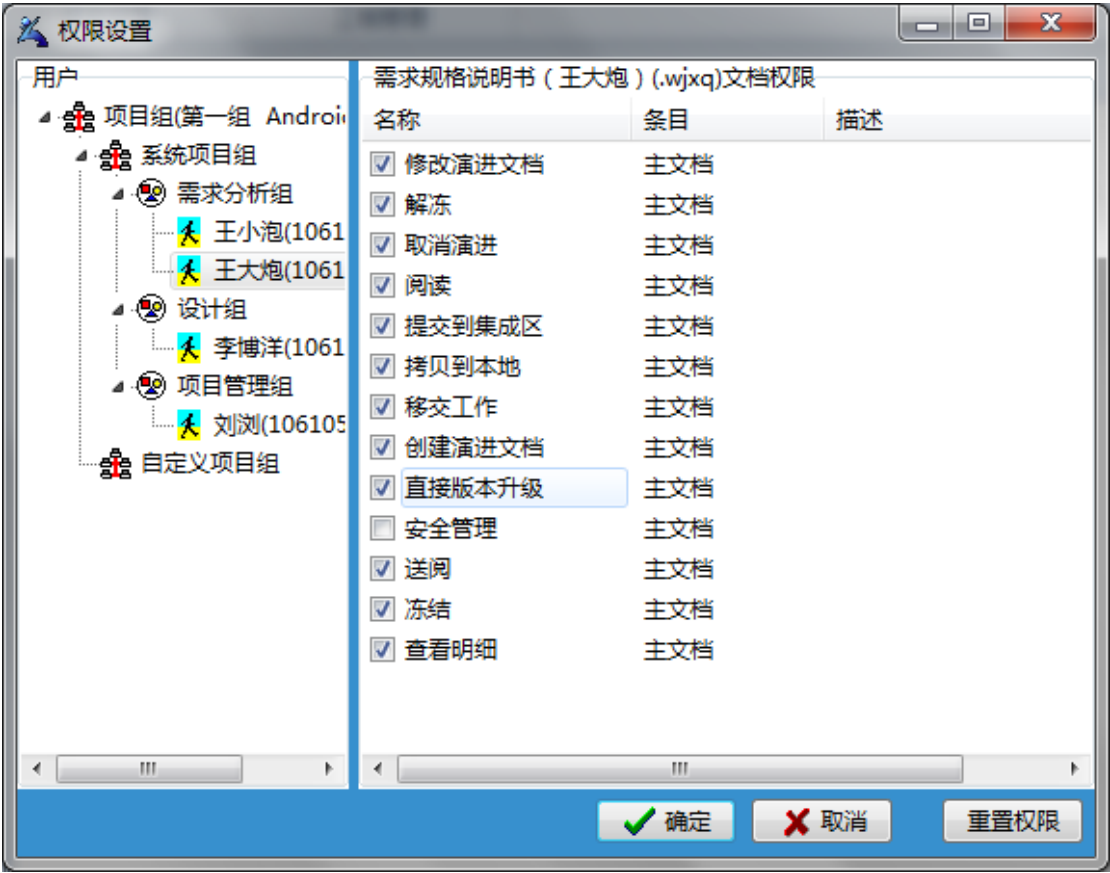 权限设置
用户
项目组(第一组 Androi
系统项目组
需求分析组
王小泡(1061
王大炮(1061
设计组
李博洋(1061
项目管理组
刘浏(106105
自定义项目组
需求规格说明书（王大炮）(.wjxq)文档权限
名称 条目 描述
修改演进文档 主文档
解冻 主文档
取消演进 主文档
阅读 主文档
提交到集成区 主文档
拷贝到本地 主文档
移交工作 主文档
创建演进文档 主文档
直接版本升级 主文档
安全管理 主文档
送阅 主文档
冻结 主文档
查看明细 主文档
确定 取消 重置权限